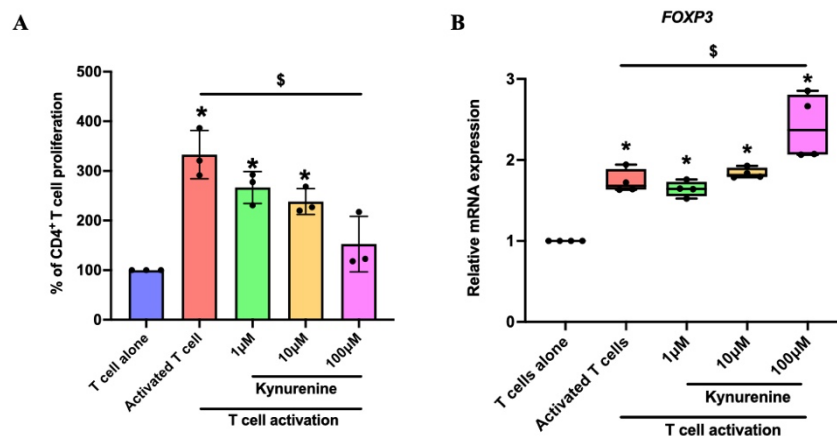 A
$
% of CD4⁺ T cell proliferation
500
400
300
200
100
0
*
*
*
T cell alone
Activated T cell
1µM
10µM
100µM
Kynurenine
T cell activation
B
FOXP3
$
Relative mRNA expression
3
2
1
0
*
*
*
*
T cells alone
Activated T cells
1µM
10µM
100µM
Kynurenine
T cell activation